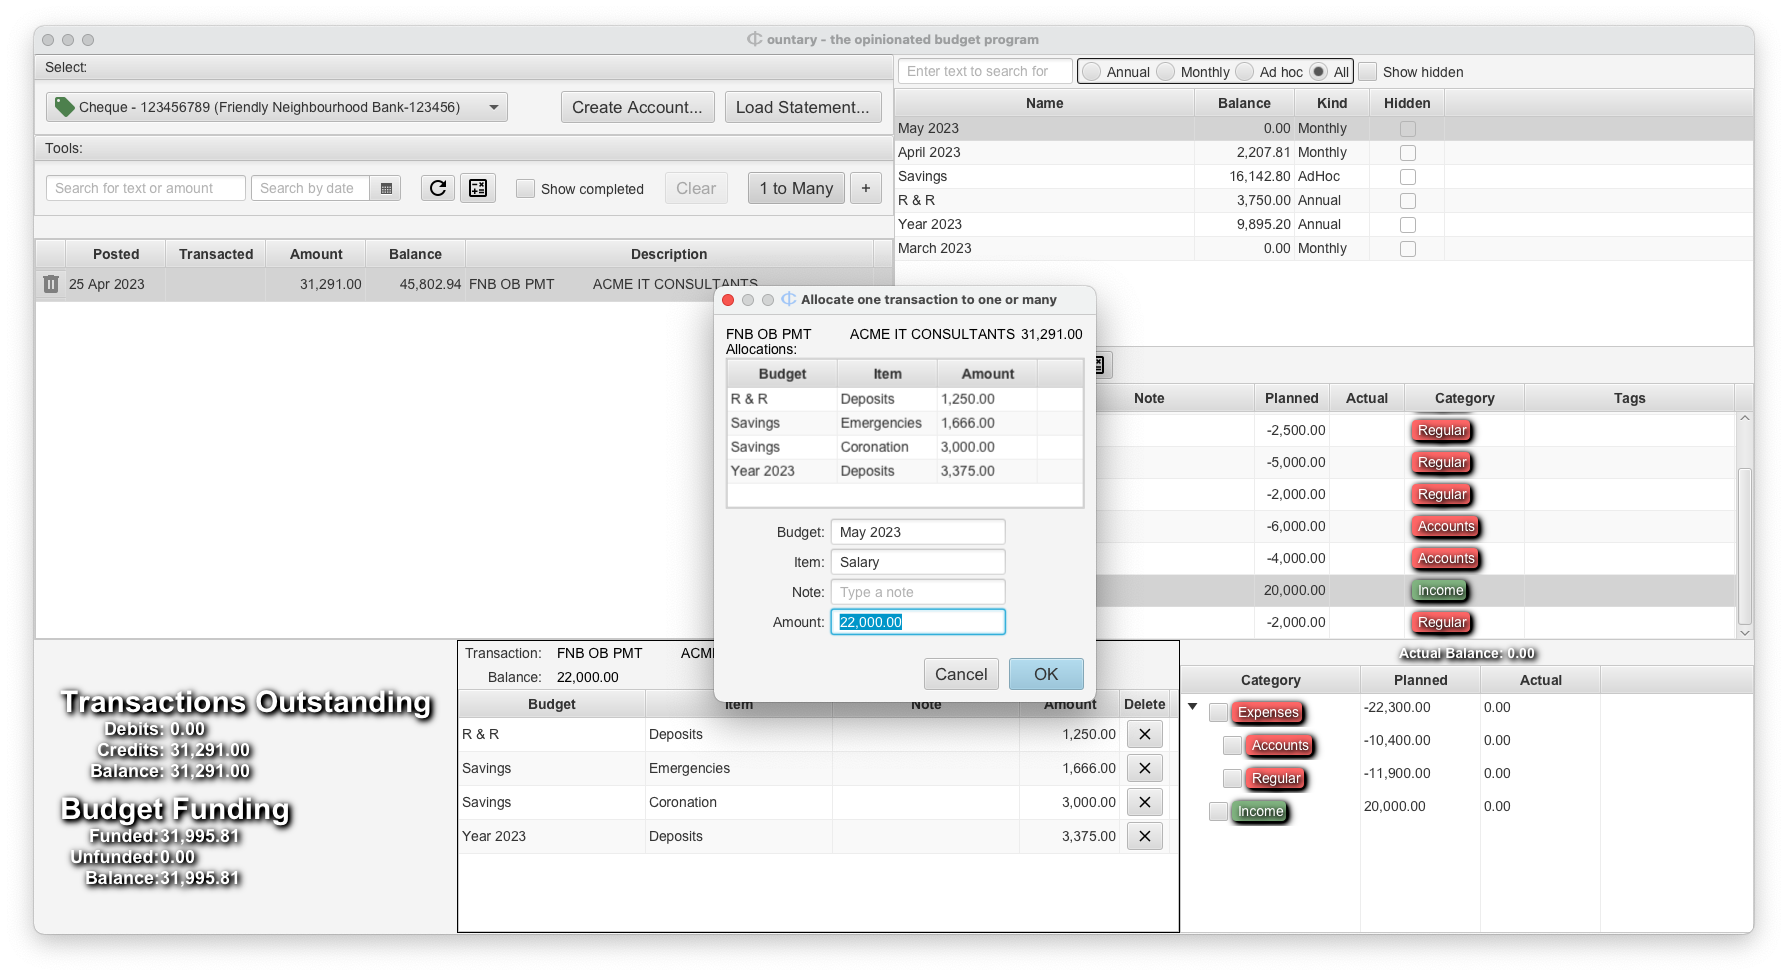 ountary - the opinionated budget program
Select:
Cheque - 123456789 (Friendly Neighbourhood Bank-123456)
Create Account...
Load Statement...
Tools:
Search for text or amount
Search by date
Show completed
Clear
1 to Many
+
Posted Transacted Amount Balance Description
25 Apr 2023 31,291.00 45,802.94 FNB OB PMT ACME IT CONSULTANTS
Enter text to search for
Annual Monthly Ad hoc All Show hidden
Name Balance Kind Hidden
May 2023 0.00 Monthly
April 2023 2,207.81 Monthly
Savings 16,142.80 AdHoc
R & R 3,750.00 Annual
Year 2023 9,895.20 Annual
March 2023 0.00 Monthly
Allocate one transaction to one or many
FNB OB PMT ACME IT CONSULTANTS 31,291.00
Allocations:
Budget Item Amount
R & R Deposits 1,250.00
Savings Emergencies 1,666.00
Savings Coronation 3,000.00
Year 2023 Deposits 3,375.00
Budget: May 2023
Item: Salary
Note: Type a note
Amount: 22,000.00
Cancel OK
Note Planned Actual Category Tags
-2,500.00 Regular
-5,000.00 Regular
-2,000.00 Regular
-6,000.00 Accounts
-4,000.00 Accounts
20,000.00 Income
-2,000.00 Regular
Transactions Outstanding
Debits: 0.00
Credits: 31,291.00
Balance: 31,291.00
Budget Funding
Funded:31,995.81
Unfunded:0.00
Balance:31,995.81
Transaction: FNB OB PMT ACM
Balance: 22,000.00
Budget Item Note Amount Delete
R & R Deposits 1,250.00
Savings Emergencies 1,666.00
Savings Coronation 3,000.00
Year 2023 Deposits 3,375.00
Actual Balance: 0.00
Category Planned Actual
Expenses -22,300.00 0.00
Accounts -10,400.00 0.00
Regular -11,900.00 0.00
Income 20,000.00 0.00